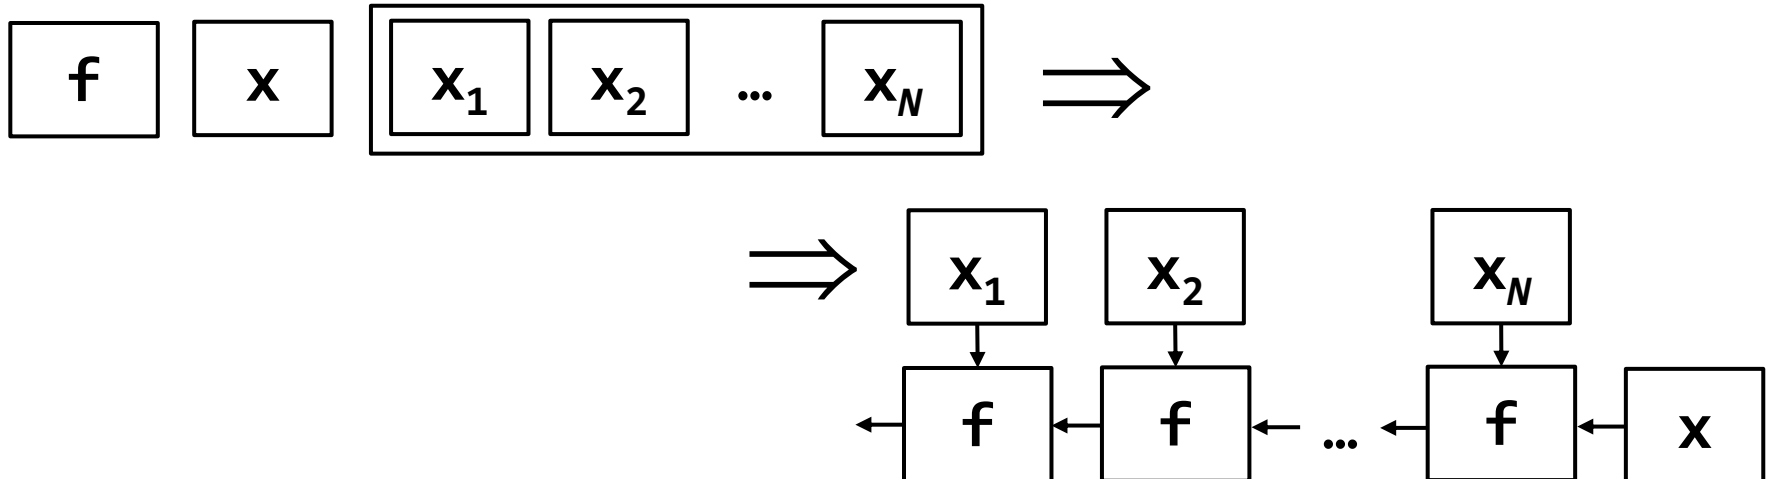 f x x₁ x₂ … x_N ⇒
⇒ x₁ x₂ x_N
f f … f x